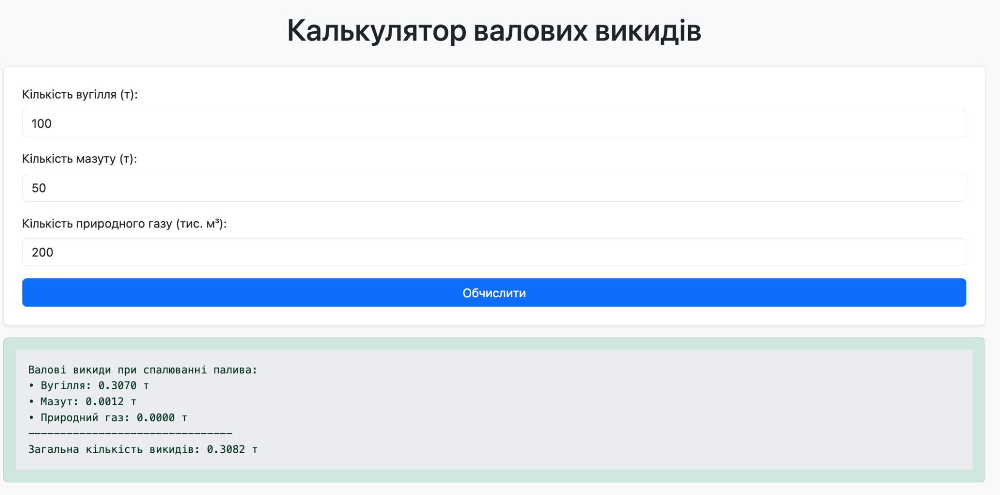 Калькулятор валових викидів
Кількість вугілля (т):
100
Кількість мазуту (т):
50
Кількість природного газу (тис. м³):
200
Обчислити
Валові викиди при спалюванні палива:
• Вугілля: 0.3070 т
• Мазут: 0.0012 т
• Природний газ: 0.0000 т
--------------------------------
Загальна кількість викидів: 0.3082 т